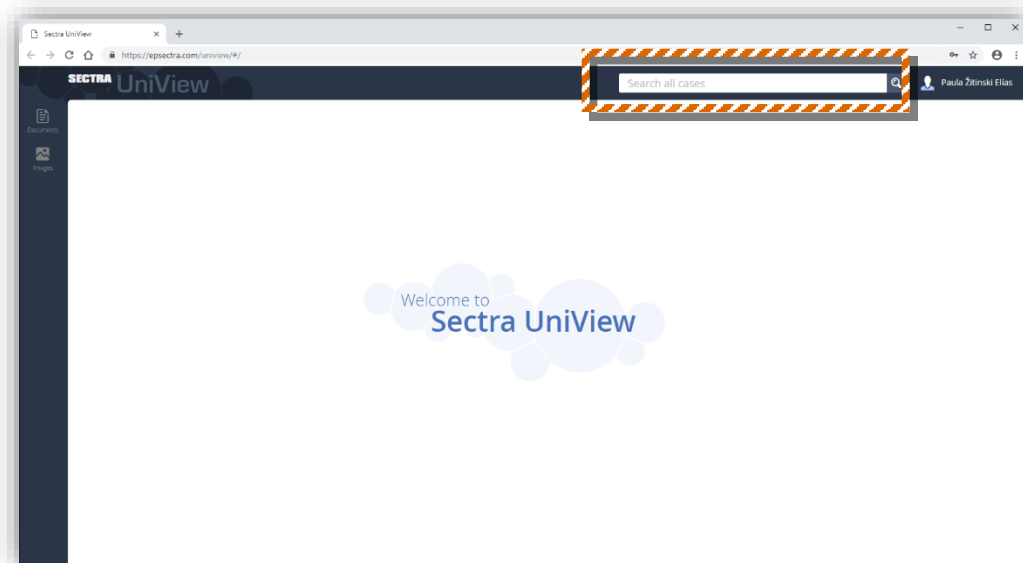 Sectra UniView
https://epsectra.com/uniview/#/
SECTRA UniView
Search all cases
Paula Žitinski Elías
Documents
Images
Welcome to
Sectra UniView